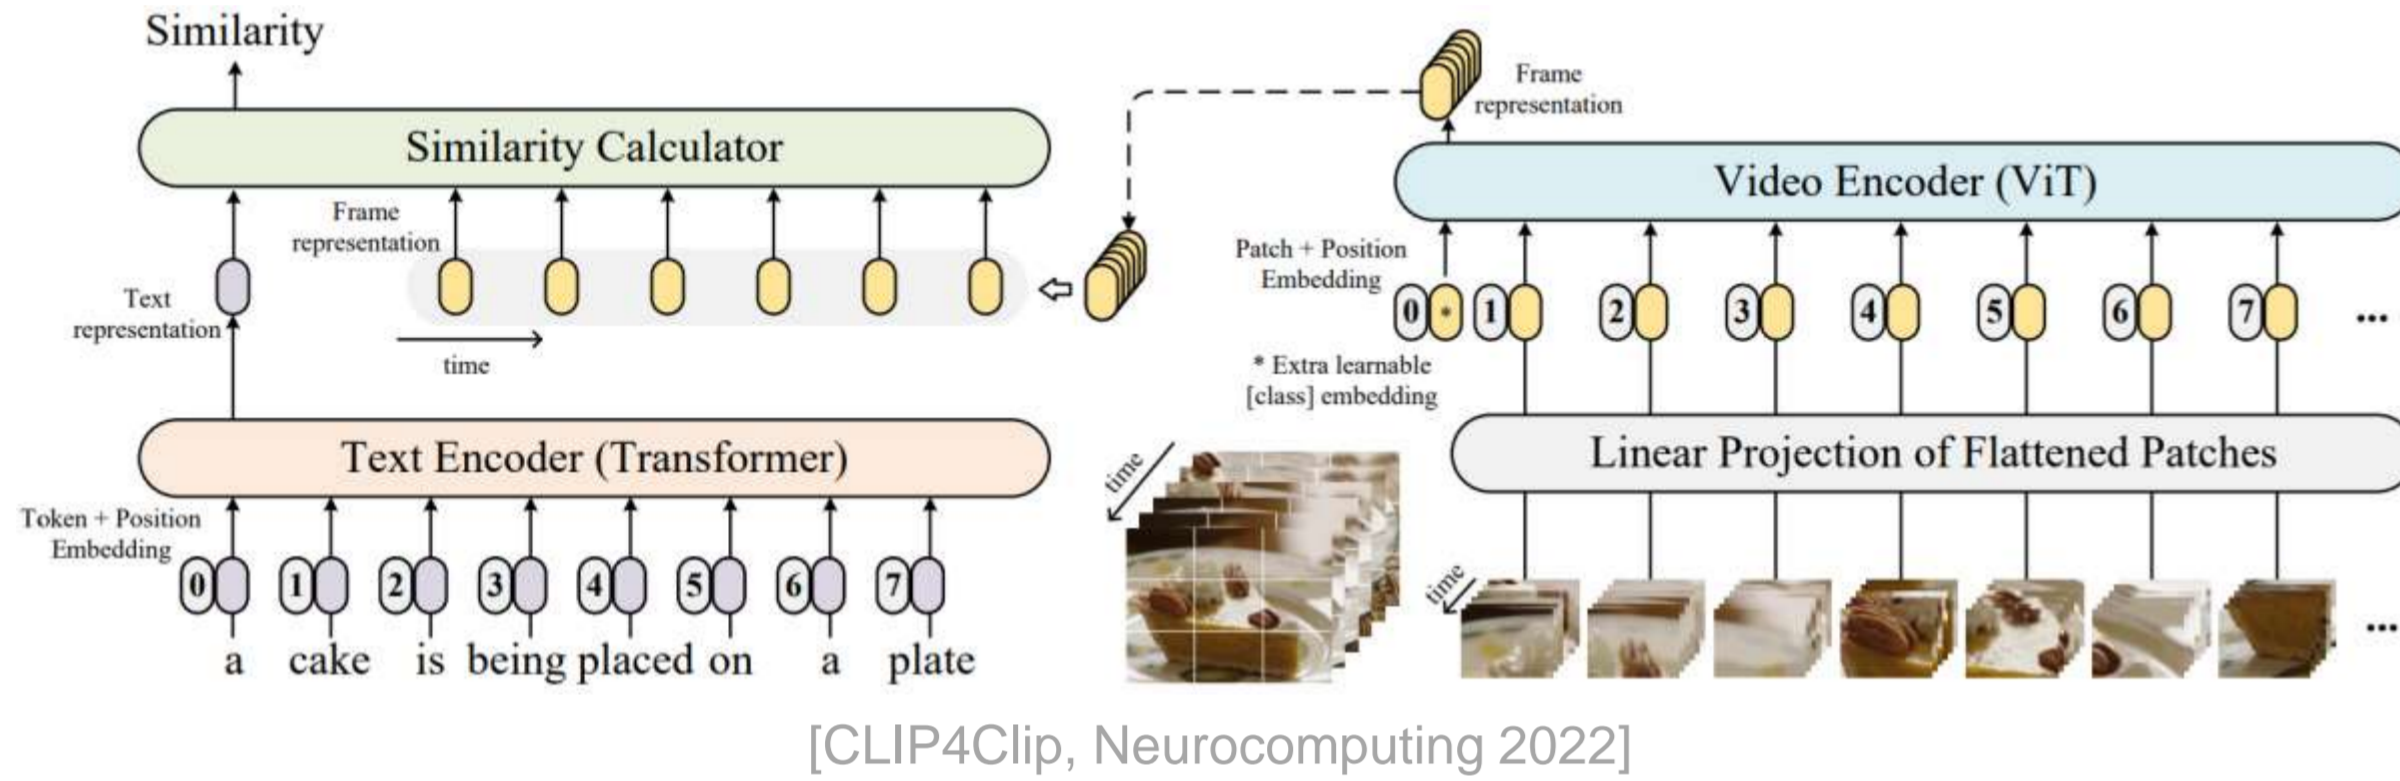 Similarity
Similarity Calculator
Frame
representation
Text
representation
time
Text Encoder (Transformer)
Token + Position
Embedding
0 1 2 3 4 5 6 7
a cake is being placed on a plate
Frame
representation
Video Encoder (ViT)
Patch + Position
Embedding
0 * 1 2 3 4 5 6 7 ...
* Extra learnable
[class] embedding
Linear Projection of Flattened Patches
time
time
...
[CLIP4Clip, Neurocomputing 2022]